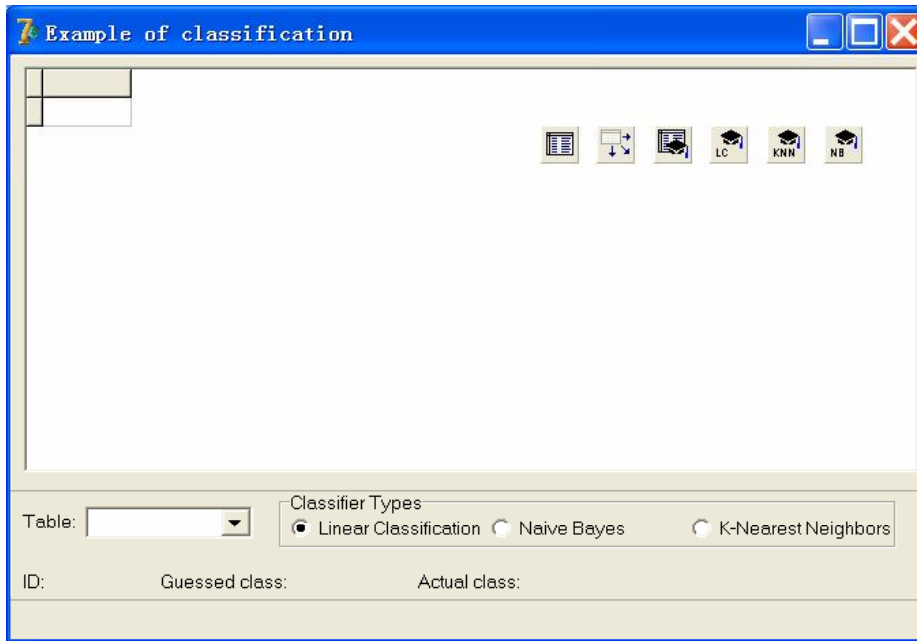 Example of classification
LC KNN NB
Classifier Types
Table: Linear Classification Naive Bayes K-Nearest Neighbors
ID: Guessed class: Actual class: